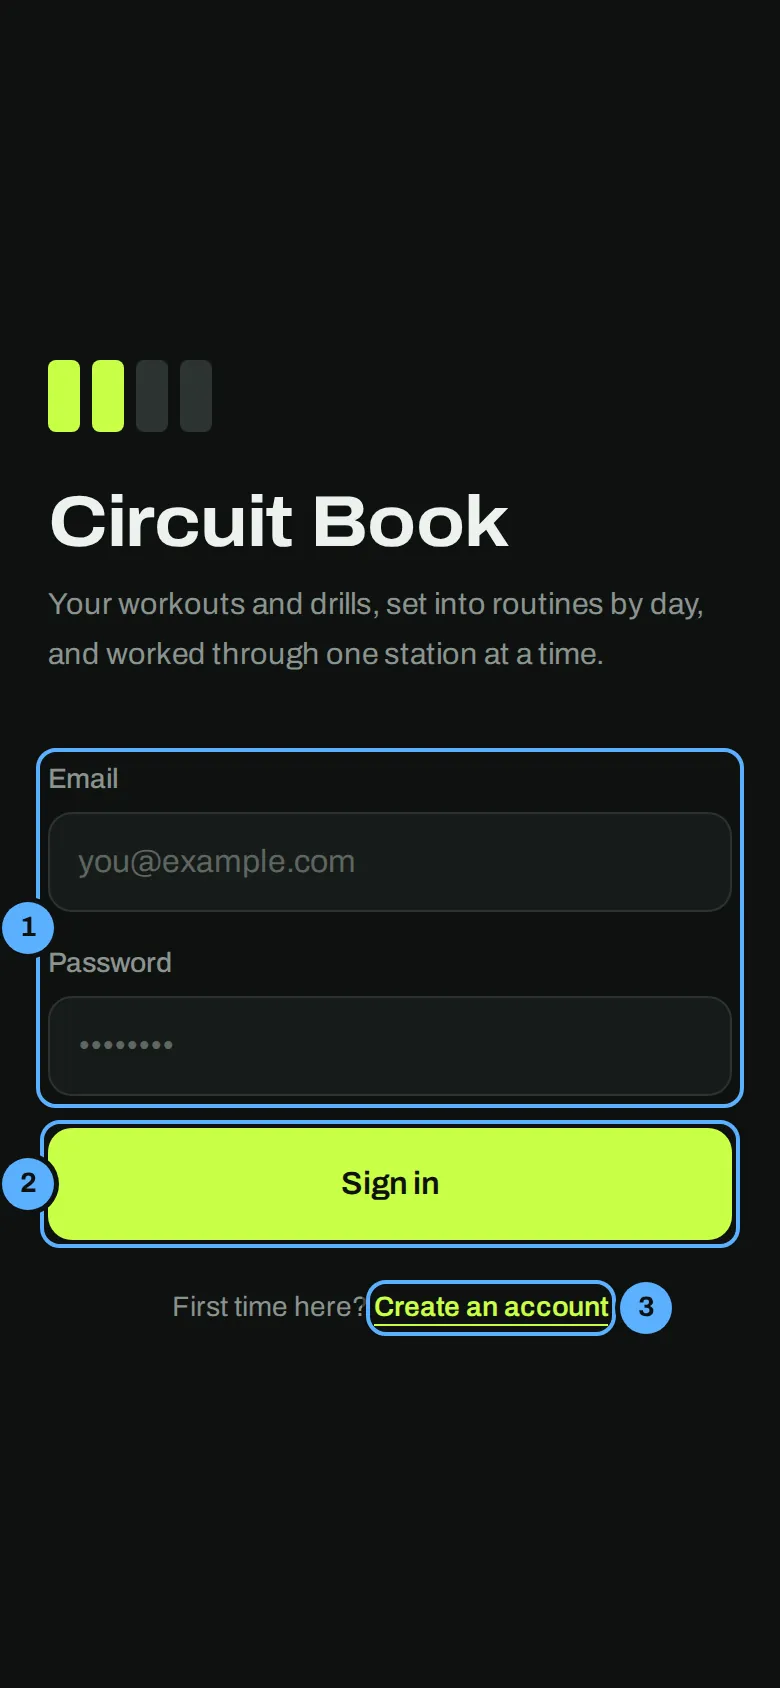 Circuit Book
Your workouts and drills, set into routines by day,
and worked through one station at a time.
Email
you@example.com
1
Password
••••••••
2
Sign in
First time here? Create an account
3